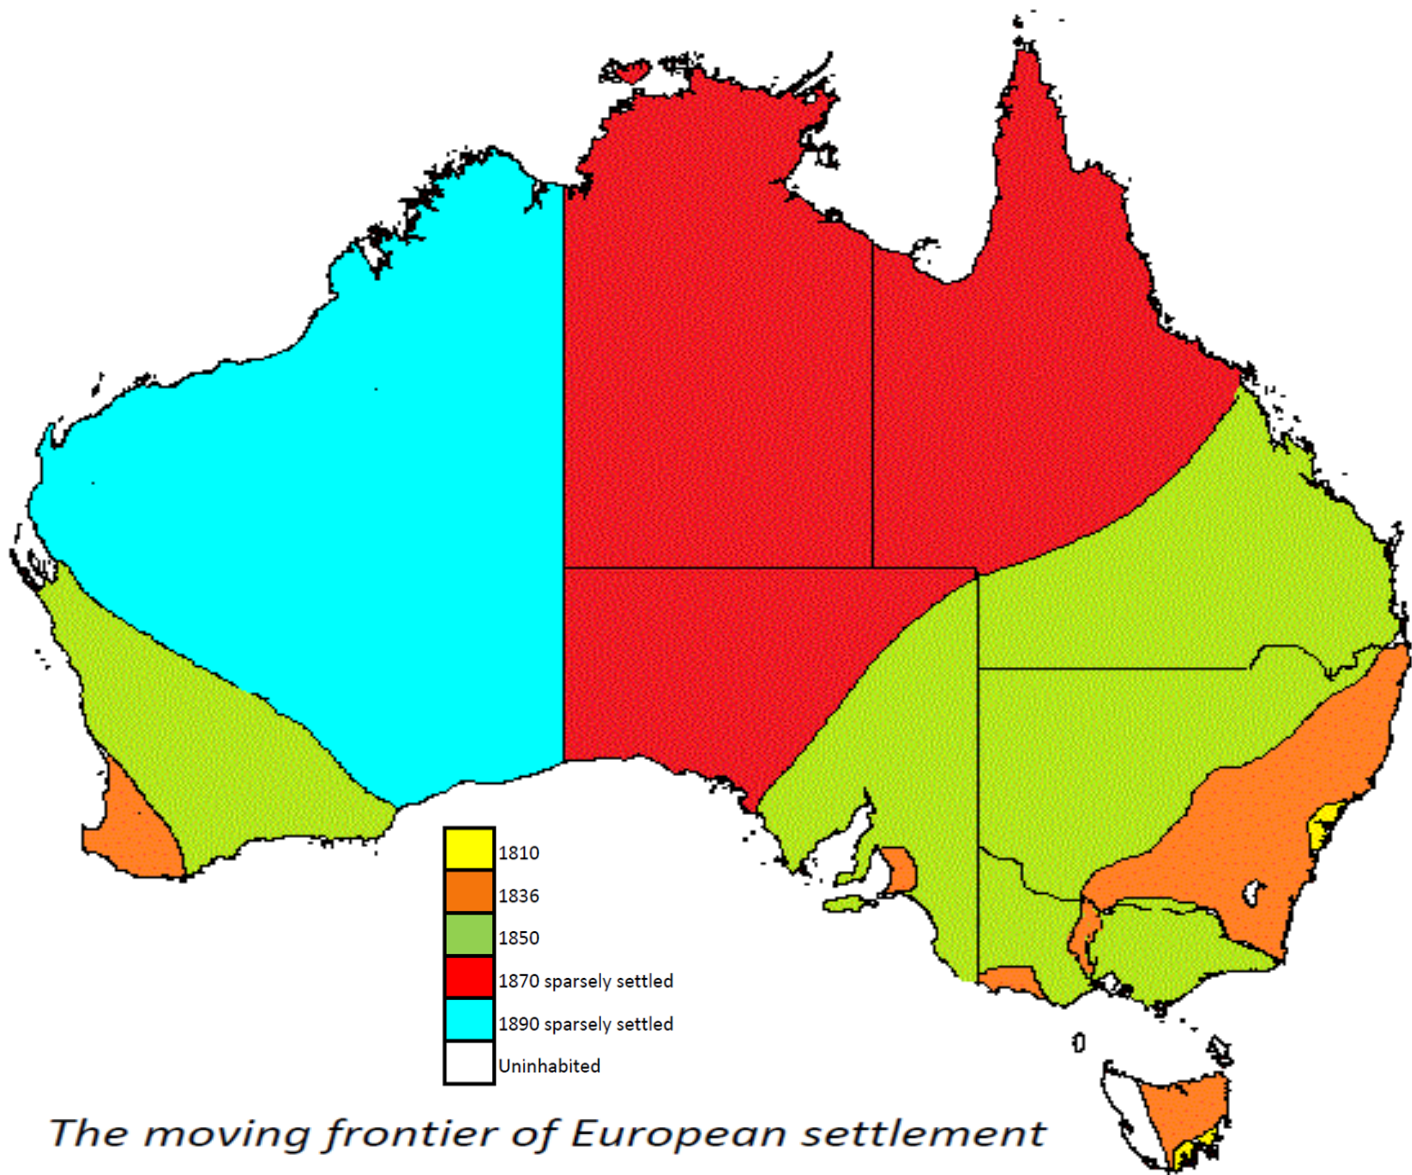 1810
1836
1850
1870 sparsely settled
1890 sparsely settled
Uninhabited
The moving frontier of European settlement